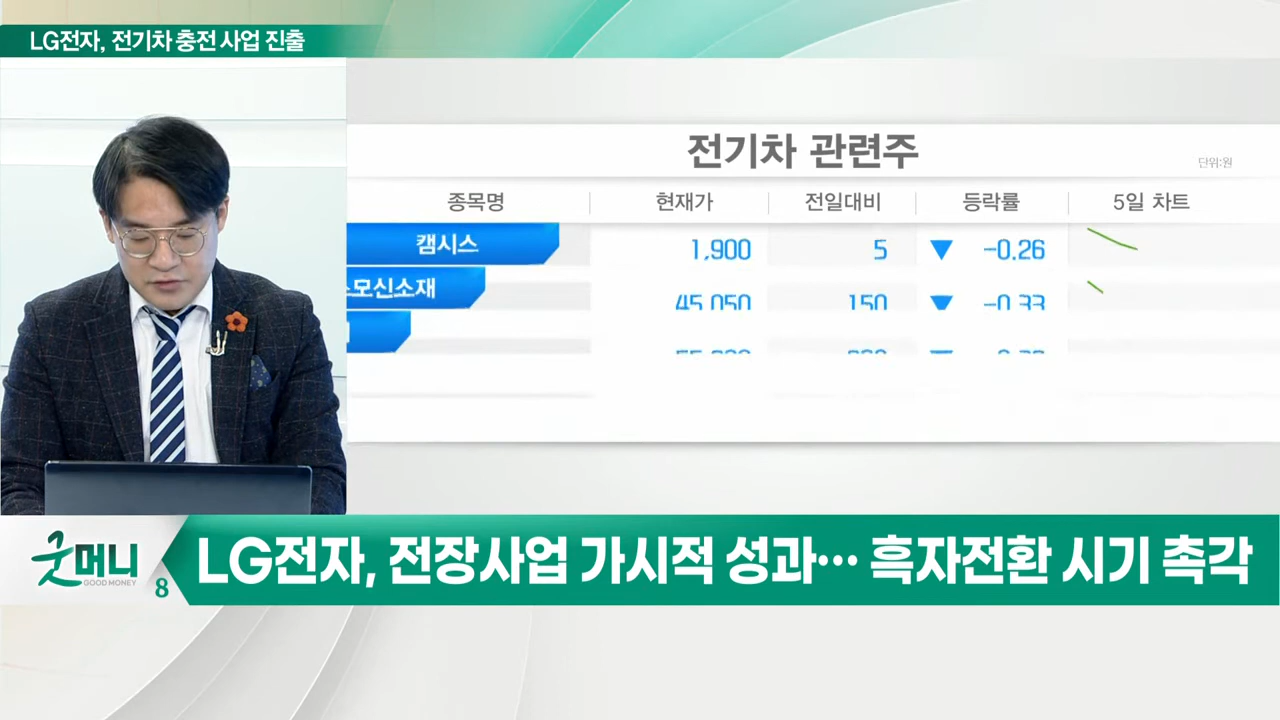 LG전자, 전기차 충전 사업 진출
전기차 관련주
단위:원
종목명 현재가 전일대비 등락률 5일 차트
캠시스 1,900 5 ▼ -0.26
모신소재 45,050 150 ▼ -0.33
굿머니
GOOD MONEY
8
LG전자, 전장사업 가시적 성과… 흑자전환 시기 촉각